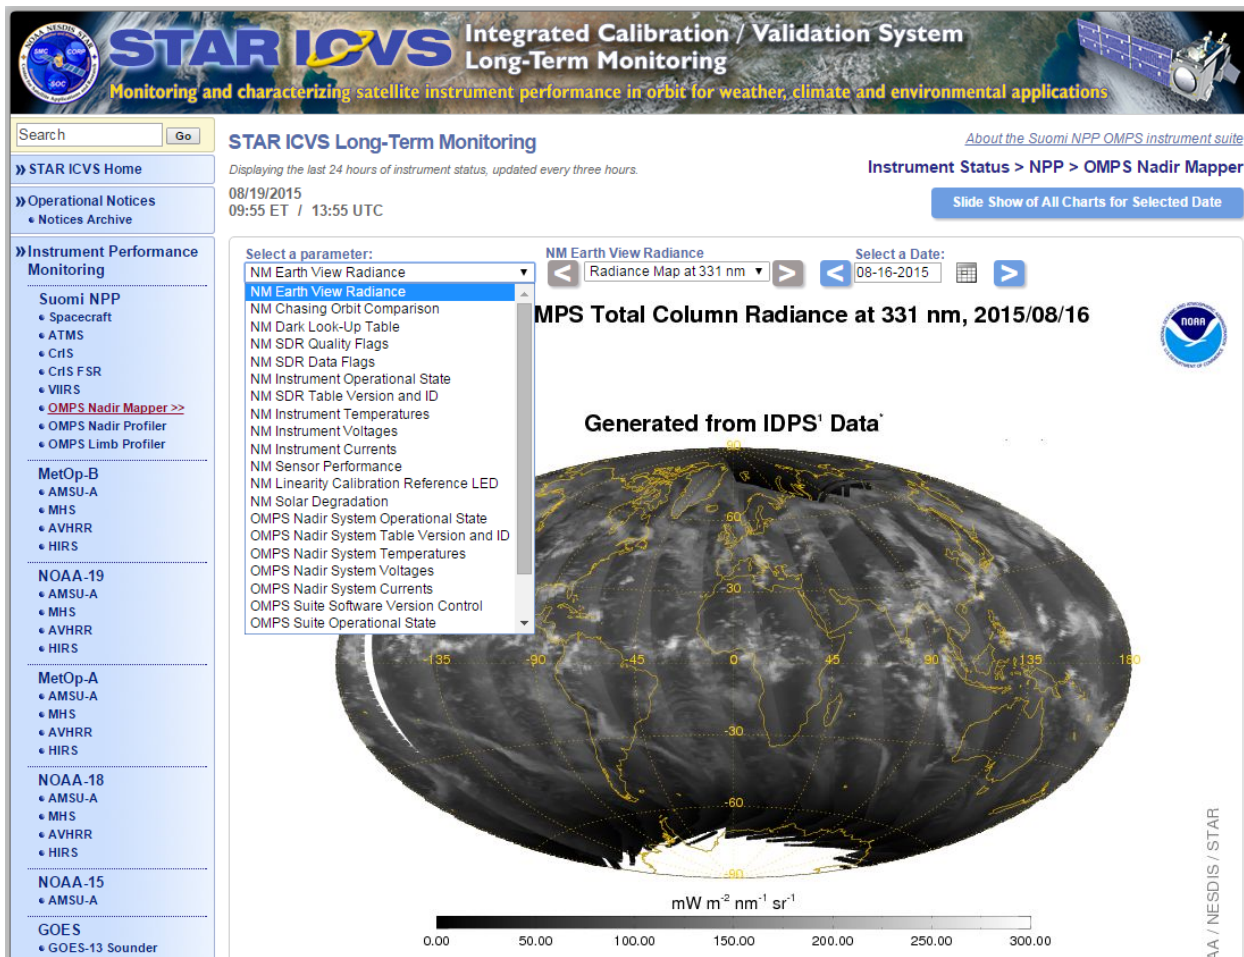 STAR ICVS
Integrated Calibration / Validation System
Long-Term Monitoring
Monitoring and characterizing satellite instrument performance in orbit for weather, climate and environmental applications
NOAA NESDIS STAR
SMC
CORP
SOC
Search
Go
STAR ICVS Home
Operational Notices
Notices Archive
Instrument Performance
Monitoring
Suomi NPP
Spacecraft
ATMS
CrIS
CrIS FSR
VIIRS
OMPS Nadir Mapper >>
OMPS Nadir Profiler
OMPS Limb Profiler
MetOp-B
AMSU-A
MHS
AVHRR
HIRS
NOAA-19
AMSU-A
MHS
AVHRR
HIRS
MetOp-A
AMSU-A
MHS
AVHRR
HIRS
NOAA-18
AMSU-A
MHS
AVHRR
HIRS
NOAA-15
AMSU-A
GOES
GOES-13 Sounder
STAR ICVS Long-Term Monitoring
About the Suomi NPP OMPS instrument suite
Displaying the last 24 hours of instrument status, updated every three hours.
Instrument Status > NPP > OMPS Nadir Mapper
08/19/2015
09:55 ET / 13:55 UTC
Slide Show of All Charts for Selected Date
Select a parameter:
NM Earth View Radiance
NM Earth View Radiance
NM Chasing Orbit Comparison
NM Dark Look-Up Table
NM SDR Quality Flags
NM SDR Data Flags
NM Instrument Operational State
NM SDR Table Version and ID
NM Instrument Temperatures
NM Instrument Voltages
NM Instrument Currents
NM Sensor Performance
NM Linearity Calibration Reference LED
NM Solar Degradation
OMPS Nadir System Operational State
OMPS Nadir System Table Version and ID
OMPS Nadir System Temperatures
OMPS Nadir System Voltages
OMPS Nadir System Currents
OMPS Suite Software Version Control
OMPS Suite Operational State
NM Earth View Radiance
< Radiance Map at 331 nm >
Select a Date:
< 08-16-2015 >
MPS Total Column Radiance at 331 nm, 2015/08/16
NOAA
Generated from IDPS¹ Data*
90
60
-30
-135 -90 -45 0 45 90 135 180
-30
-60
-90
mW m⁻² nm⁻¹ sr⁻¹
0.00 50.00 100.00 150.00 200.00 250.00 300.00
AA / NESDIS / STAR